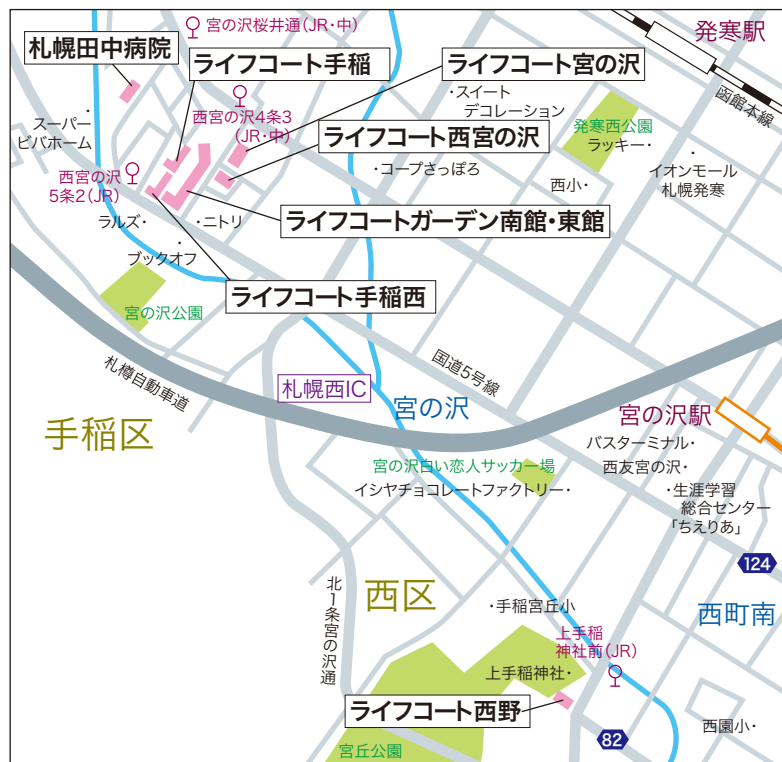 宮の沢桜井通(JR・中)
発寒駅
札幌田中病院
ライフコート手稲
ライフコート宮の沢
函館本線
・スイート
デコレーション
・スーパー
ビバホーム
西宮の沢4条3
(JR・中)
ライフコート西宮の沢
発寒西公園
ラッキー・
・イオンモール
札幌発寒
・コープさっぽろ
西小・
西宮の沢
5条2(JR)
ラルズ・
・ニトリ
ライフコートガーデン南館・東館
・ブックオフ
ライフコート手稲西
宮の沢公園
札樽自動車道
国道5号線
札幌西IC
宮の沢
宮の沢駅
手稲区
バスターミナル・
宮の沢白い恋人サッカー場
西友宮の沢・
イシヤチョコレートファクトリー・
・生涯学習
総合センター
「ちえりあ」
124
北1条宮の沢通
西区
・手稲宮丘小
西町南
上手稲
神社前(JR)
上手稲神社・
ライフコート西野
西園小・
82
宮丘公園